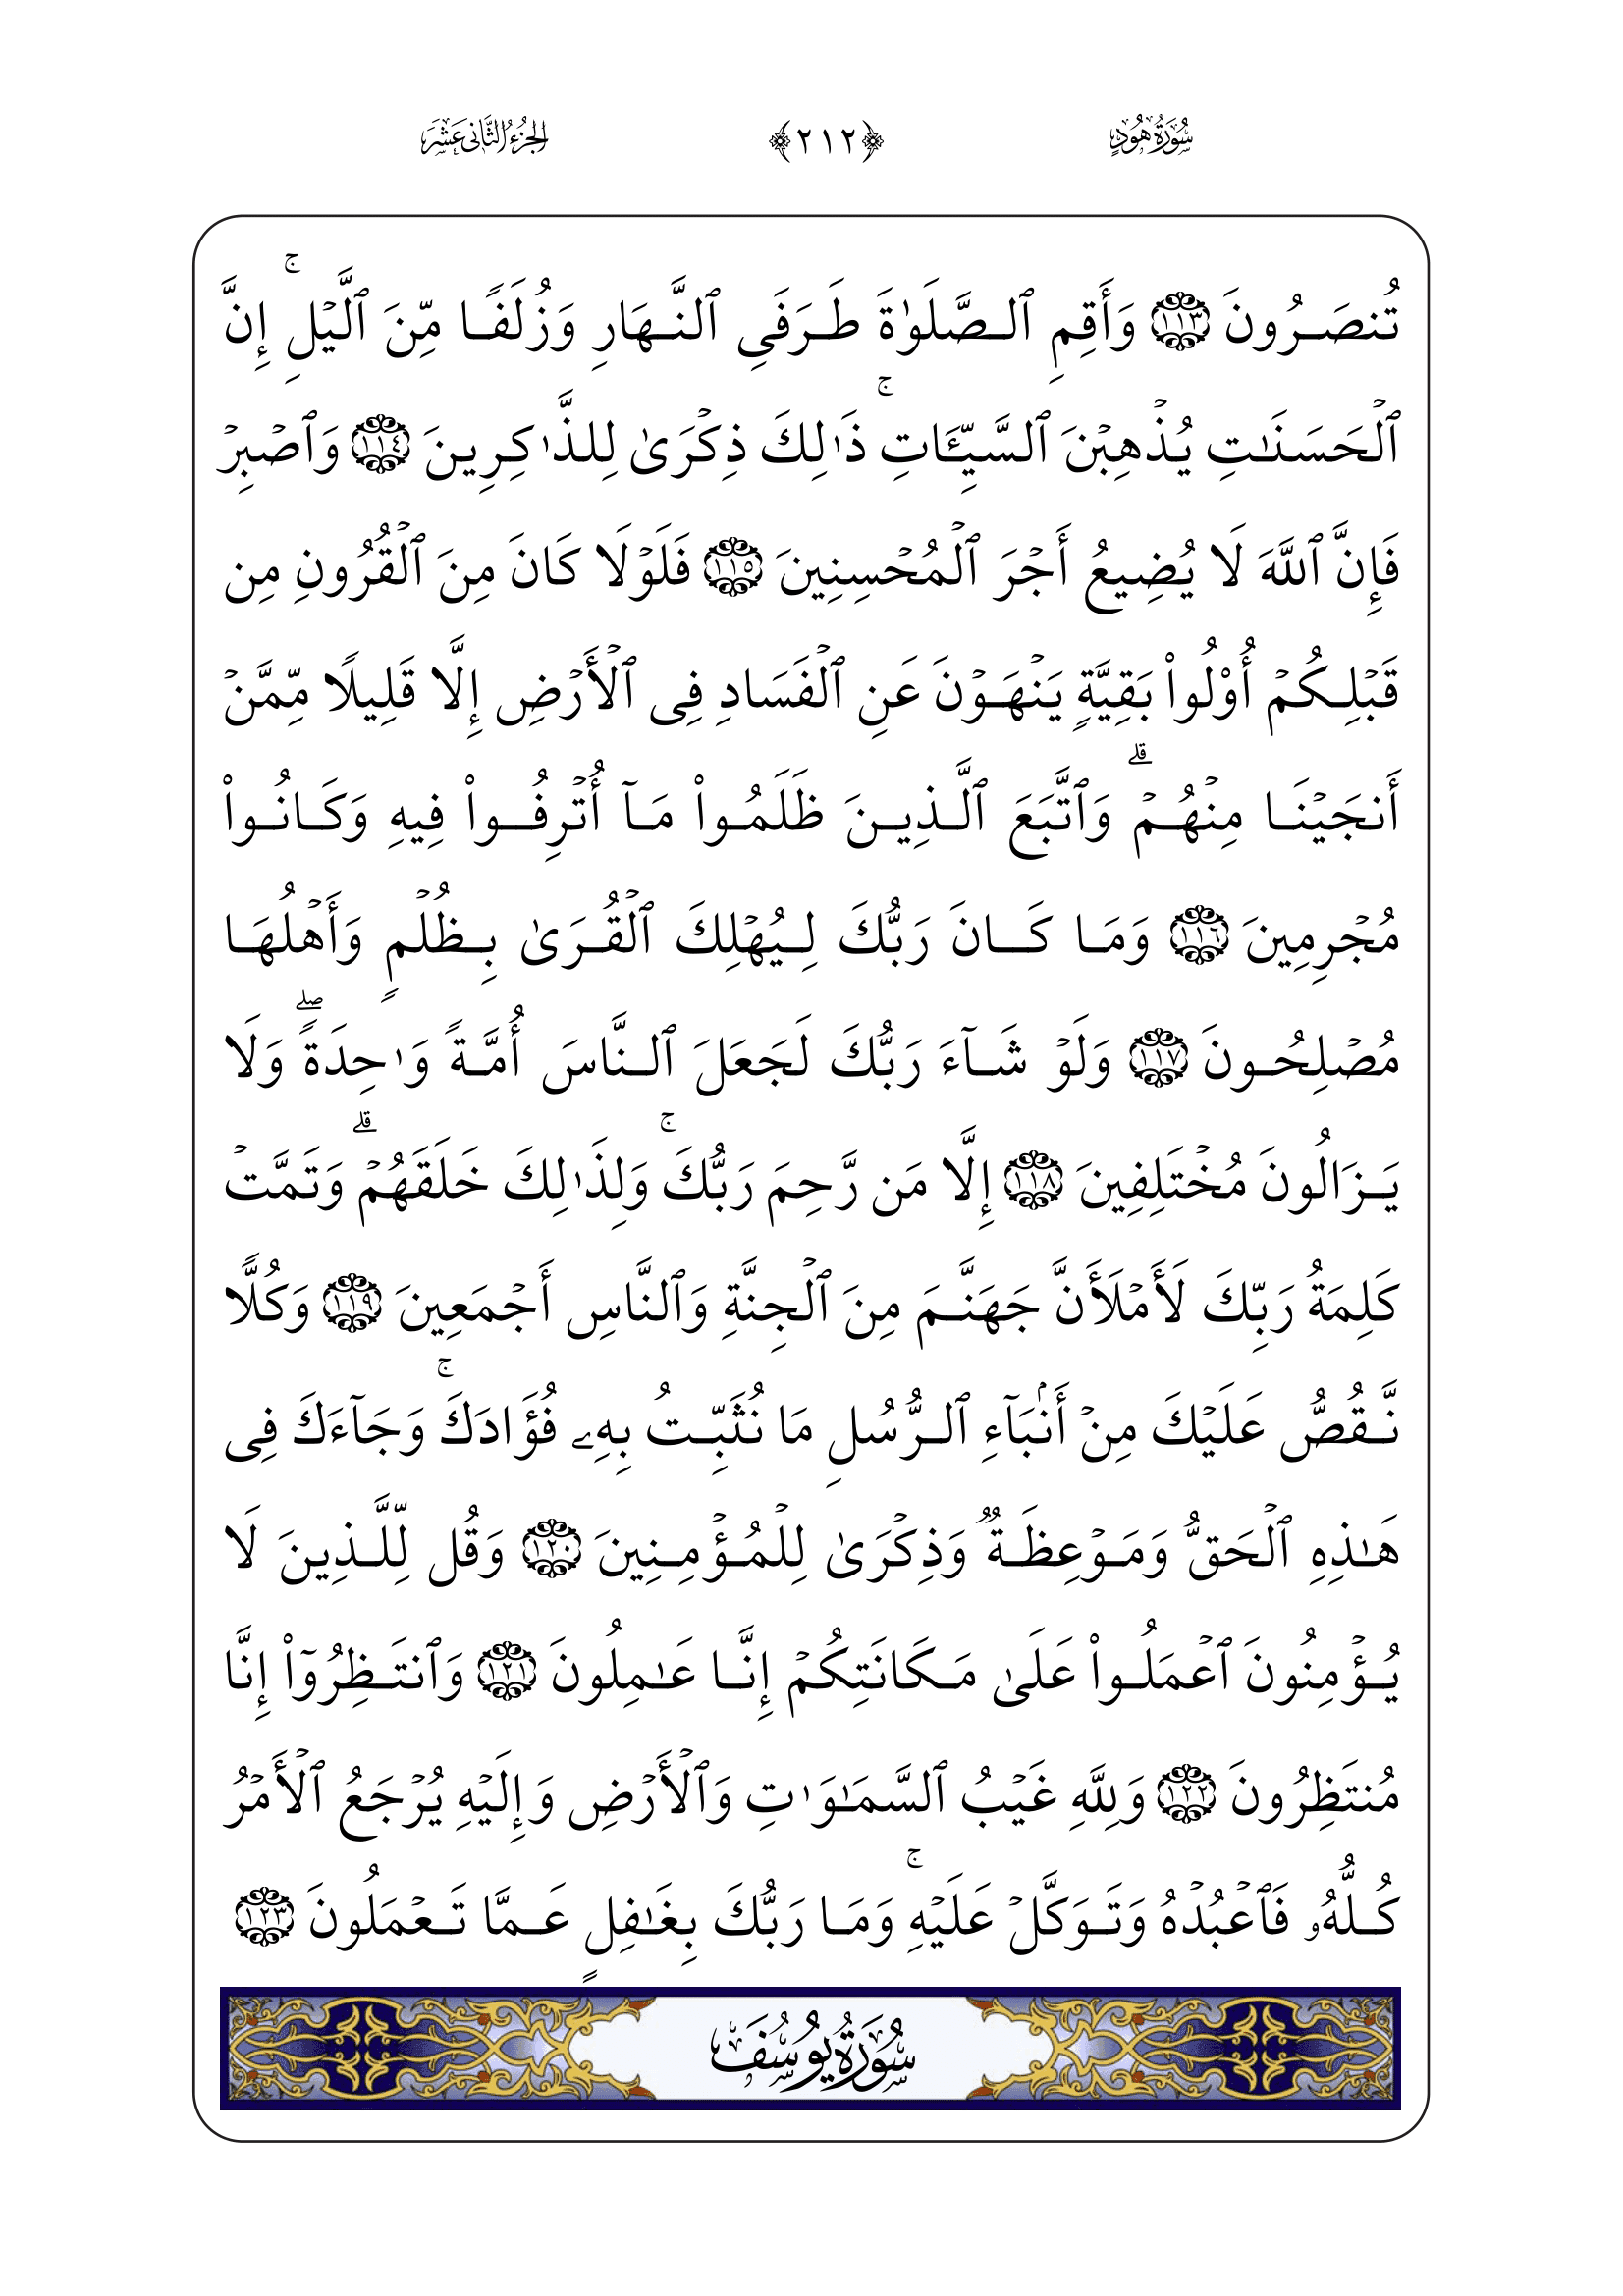 سُورَةُ هُودٍ
﴿٢١٢﴾
الجُزْءُ الثَّانِي عَشَرَ
تُنصَرُونَ ١١٣ وَأَقِمِ ٱلصَّلَوٰةَ طَرَفَىِ ٱلنَّهَارِ وَزُلَفًا مِّنَ ٱلَّيۡلِۚ إِنَّ
ٱلۡحَسَنَـٰتِ يُذۡهِبۡنَ ٱلسَّيِّـَٔاتِۚ ذَٰلِكَ ذِكۡرَىٰ لِلذَّٰكِرِينَ ١١٤ وَٱصۡبِرۡ
فَإِنَّ ٱللَّهَ لَا يُضِيعُ أَجۡرَ ٱلۡمُحۡسِنِينَ ١١٥ فَلَوۡلَا كَانَ مِنَ ٱلۡقُرُونِ مِن
قَبۡلِكُمۡ أُوْلُواْ بَقِيَّةٍ يَنۡهَوۡنَ عَنِ ٱلۡفَسَادِ فِى ٱلۡأَرۡضِ إِلَّا قَلِيلًا مِّمَّنۡ
أَنجَيۡنَا مِنۡهُمۡۗ وَٱتَّبَعَ ٱلَّذِينَ ظَلَمُواْ مَآ أُتۡرِفُواْ فِيهِ وَكَانُواْ
مُجۡرِمِينَ ١١٦ وَمَا كَانَ رَبُّكَ لِيُهۡلِكَ ٱلۡقُرَىٰ بِظُلۡمٍ وَأَهۡلُهَا
مُصۡلِحُونَ ١١٧ وَلَوۡ شَآءَ رَبُّكَ لَجَعَلَ ٱلنَّاسَ أُمَّةً وَٰحِدَةًۖ وَلَا
يَزَالُونَ مُخۡتَلِفِينَ ١١٨ إِلَّا مَن رَّحِمَ رَبُّكَۚ وَلِذَٰلِكَ خَلَقَهُمۡۗ وَتَمَّتۡ
كَلِمَةُ رَبِّكَ لَأَمۡلَأَنَّ جَهَنَّمَ مِنَ ٱلۡجِنَّةِ وَٱلنَّاسِ أَجۡمَعِينَ ١١٩ وَكُلًّا
نَّقُصُّ عَلَيۡكَ مِنۡ أَنۢبَآءِ ٱلرُّسُلِ مَا نُثَبِّتُ بِهِۦ فُؤَادَكَۚ وَجَآءَكَ فِى
هَـٰذِهِ ٱلۡحَقُّ وَمَوۡعِظَةٌ وَذِكۡرَىٰ لِلۡمُؤۡمِنِينَ ١٢٠ وَقُل لِّلَّذِينَ لَا
يُؤۡمِنُونَ ٱعۡمَلُواْ عَلَىٰ مَكَانَتِكُمۡ إِنَّا عَـٰمِلُونَ ١٢١ وَٱنتَظِرُوٓاْ إِنَّا
مُنتَظِرُونَ ١٢٢ وَلِلَّهِ غَيۡبُ ٱلسَّمَـٰوَٰتِ وَٱلۡأَرۡضِ وَإِلَيۡهِ يُرۡجَعُ ٱلۡأَمۡرُ
كُلُّهُۥ فَٱعۡبُدۡهُ وَتَوَكَّلۡ عَلَيۡهِۚ وَمَا رَبُّكَ بِغَـٰفِلٍ عَمَّا تَعۡمَلُونَ ١٢٣
سُورَةُ يُوسُفَ